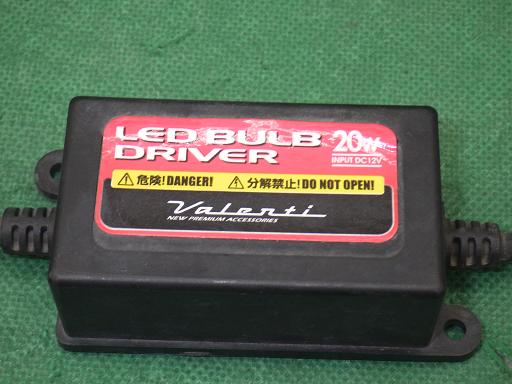 LED BULB
DRIVER
20W
INPUT DC12V
危険!DANGER!
分解禁止!DO NOT OPEN!
Valenti
NEW PREMIUM ACCESSORIES